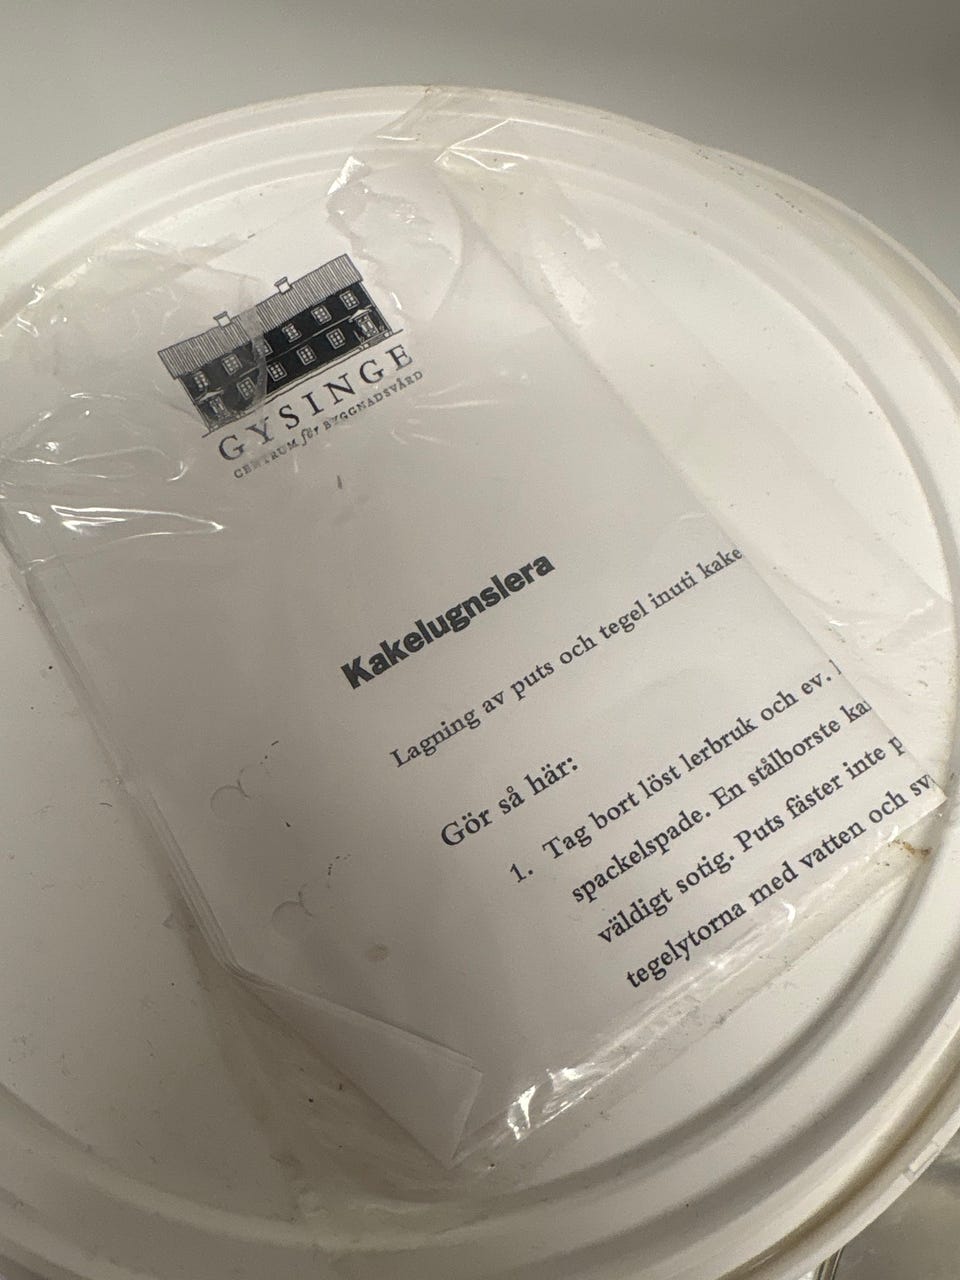 GYSINGE
CENTRUM för BYGGNADSVÅRD
Kakelugnslera
Lagning av puts och tegel inuti kake
Gör så här:
1. Tag bort löst lerbruk och ev.
spackelspade. En stålborste ka
väldigt sotig. Puts fäster inte p
tegelytorna med vatten och sv